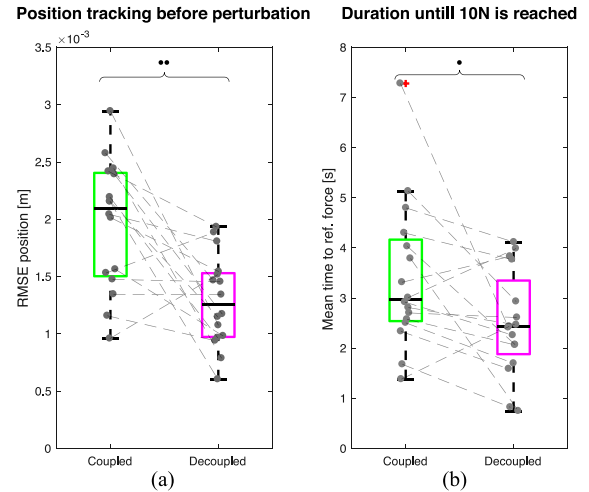 Position tracking before perturbation
Duration untill 10N is reached
×10⁻³
3.5
3
2.5
2
1.5
1
0.5
0
RMSE position [m]
Coupled
Decoupled
(a)
8
7
6
5
4
3
2
1
0
Mean time to ref. force [s]
Coupled
Decoupled
(b)